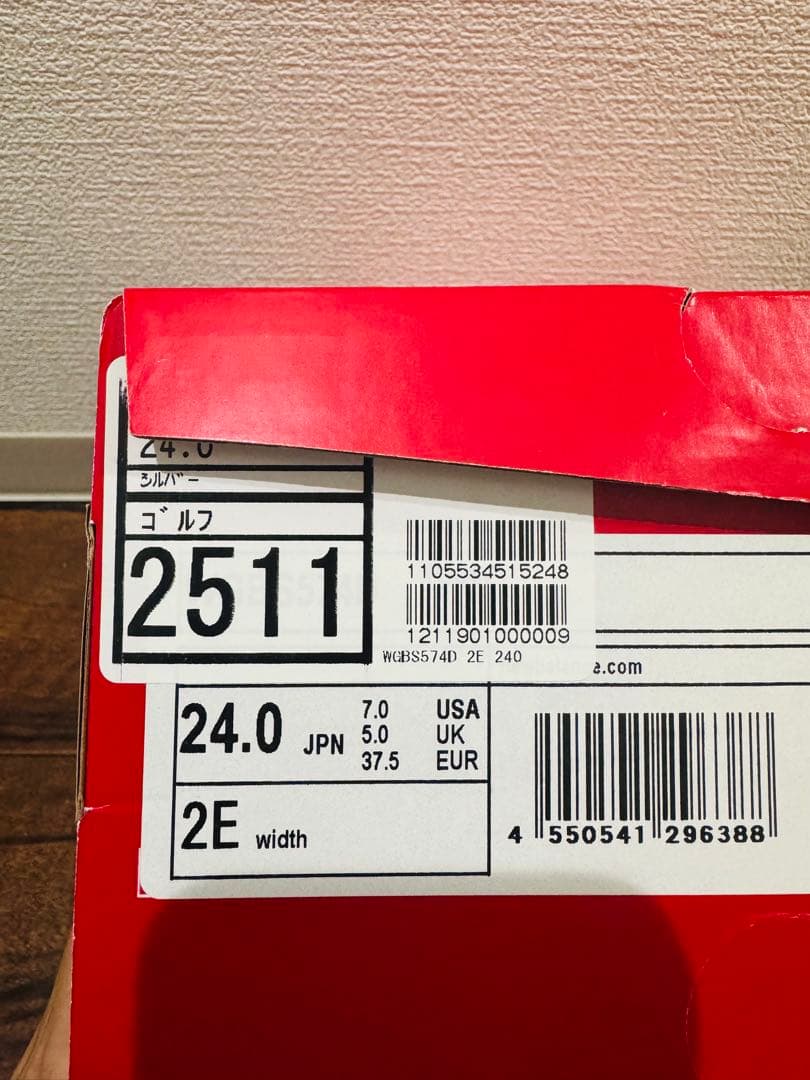 24.0
シルバー
ゴルフ
2511
1105534515248
1211901000009
WGBS574D 2E 240
e.com
24.0 JPN
7.0 USA
5.0 UK
37.5 EUR
2E width
4 550541 296388